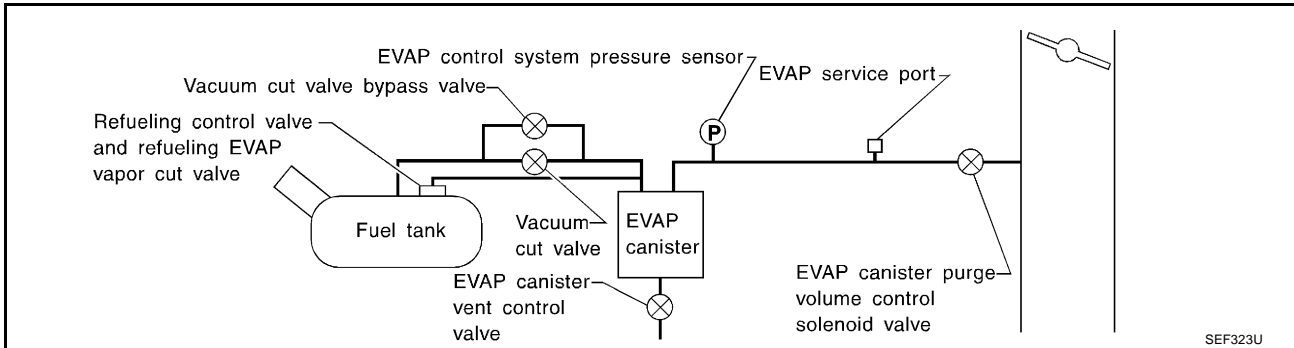 EVAP control system pressure sensor
EVAP service port
Vacuum cut valve bypass valve
Refueling control valve
and refueling EVAP
vapor cut valve
P
Fuel tank
Vacuum
cut valve
EVAP
canister
EVAP canister
vent control
valve
EVAP canister purge
volume control
solenoid valve
SEF323U